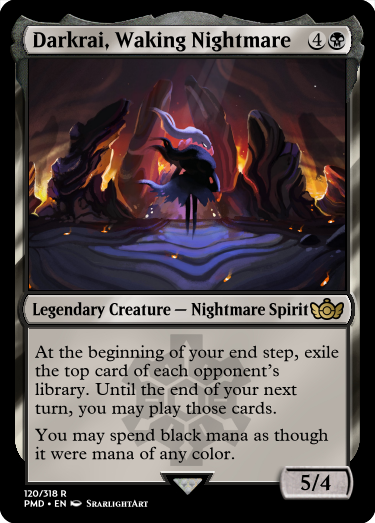 Darkrai, Waking Nightmare 4
Legendary Creature — Nightmare Spirit
At the beginning of your end step, exile
the top card of each opponent's
library. Until the end of your next
turn, you may play those cards.
You may spend black mana as though
it were mana of any color.
5/4
120/318 R
PMD • EN SrarlightArt